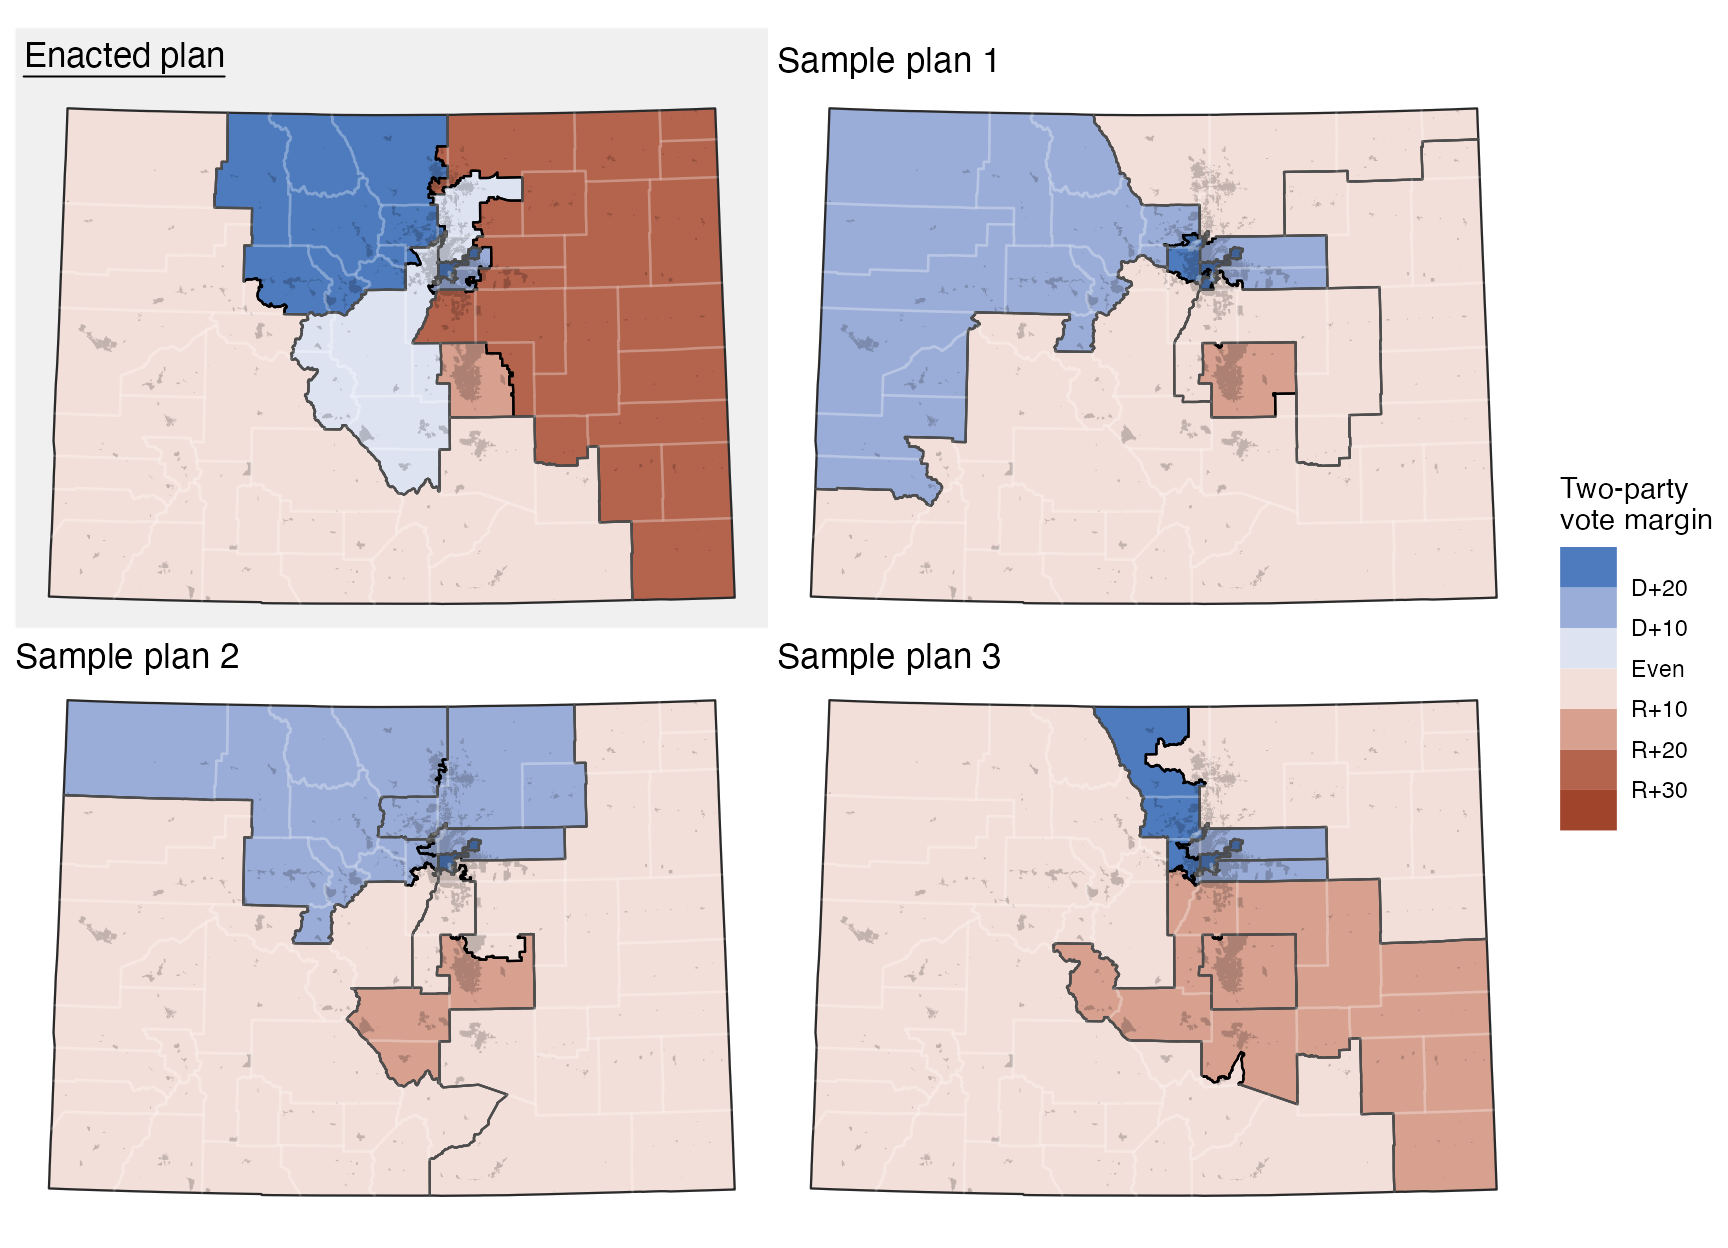 Enacted plan
Sample plan 1
Sample plan 2
Sample plan 3
Two-party
vote margin
D+20
D+10
Even
R+10
R+20
R+30